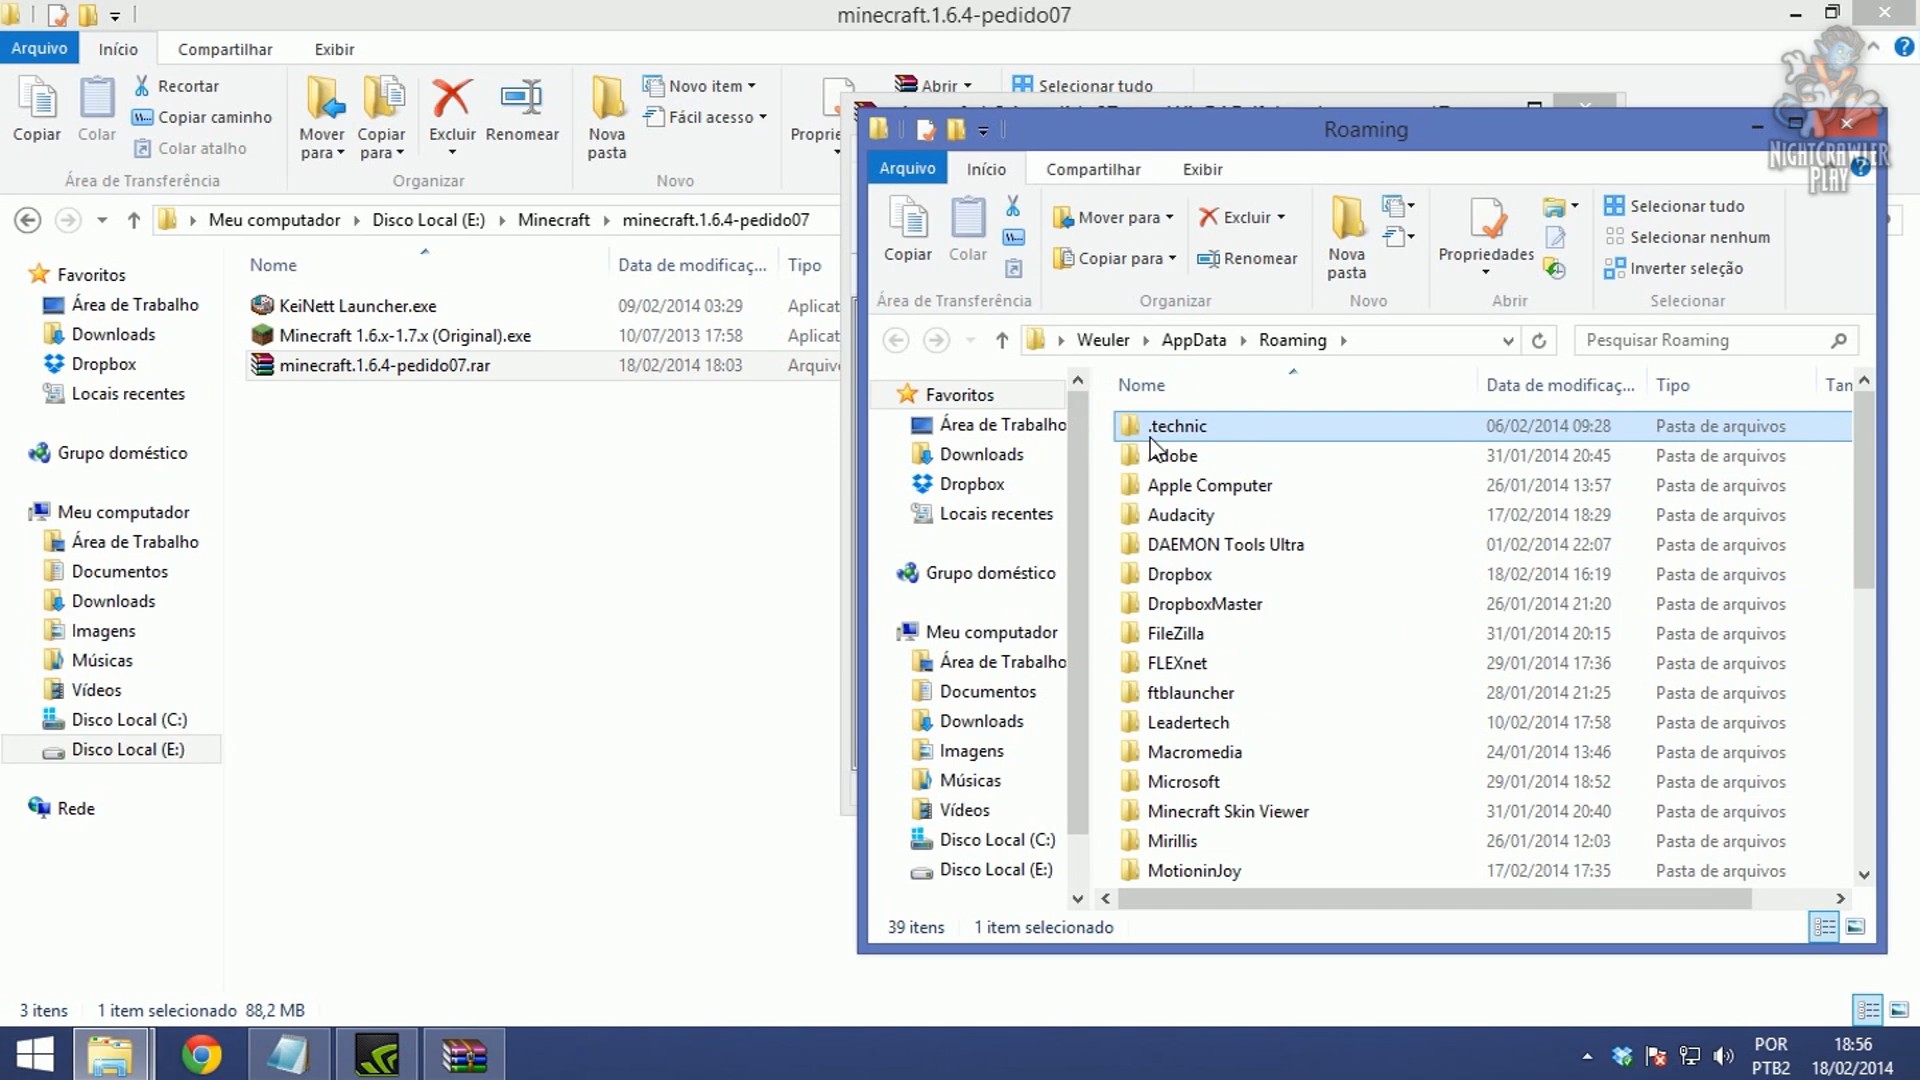 minecraft.1.6.4-pedido07
Arquivo Início Compartilhar Exibir
Copiar Colar Recortar Copiar caminho Colar atalho
Área de Transferência
Mover para Copiar para Excluir Renomear
Organizar
Nova pasta Novo item Fácil acesso
Novo
Abrir Selecionar tudo
Meu computador Disco Local (E:) Minecraft minecraft.1.6.4-pedido07
Nome Data de modificaç... Tipo
KeiNett Launcher.exe 09/02/2014 03:29
Minecraft 1.6.x-1.7.x (Original).exe 10/07/2013 17:58
minecraft.1.6.4-pedido07.rar 18/02/2014 18:03
Favoritos
Área de Trabalho
Downloads
Dropbox
Locais recentes
Grupo doméstico
Meu computador
Área de Trabalho
Documentos
Downloads
Imagens
Músicas
Vídeos
Disco Local (C:)
Disco Local (E:)
Rede
3 itens 1 item selecionado 88,2 MB
Roaming
NightCrawler
Play
Arquivo Início Compartilhar Exibir
Copiar Colar
Área de Transferência
Mover para Excluir
Copiar para Renomear
Organizar
Nova pasta
Novo
Propriedades
Abrir
Selecionar tudo
Selecionar nenhum
Inverter seleção
Selecionar
Weuler AppData Roaming
Pesquisar Roaming
Favoritos
Área de Trabalho
Downloads
Dropbox
Locais recentes
Grupo doméstico
Meu computador
Área de Trabalho
Documentos
Downloads
Imagens
Músicas
Vídeos
Disco Local (C:)
Disco Local (E:)
Nome Data de modificaç... Tipo Tan
.technic 06/02/2014 09:28 Pasta de arquivos
Adobe 31/01/2014 20:45 Pasta de arquivos
Apple Computer 26/01/2014 13:57 Pasta de arquivos
Audacity 17/02/2014 18:29 Pasta de arquivos
DAEMON Tools Ultra 01/02/2014 22:07 Pasta de arquivos
Dropbox 18/02/2014 16:19 Pasta de arquivos
DropboxMaster 26/01/2014 21:20 Pasta de arquivos
FileZilla 31/01/2014 20:15 Pasta de arquivos
FLEXnet 29/01/2014 17:36 Pasta de arquivos
ftblauncher 28/01/2014 21:25 Pasta de arquivos
Leadertech 10/02/2014 17:58 Pasta de arquivos
Macromedia 24/01/2014 13:46 Pasta de arquivos
Microsoft 29/01/2014 18:52 Pasta de arquivos
Minecraft Skin Viewer 31/01/2014 20:40 Pasta de arquivos
Mirillis 26/01/2014 12:03 Pasta de arquivos
MotioninJoy 17/02/2014 17:35 Pasta de arquivos
39 itens 1 item selecionado
POR 18:56
PTB2 18/02/2014